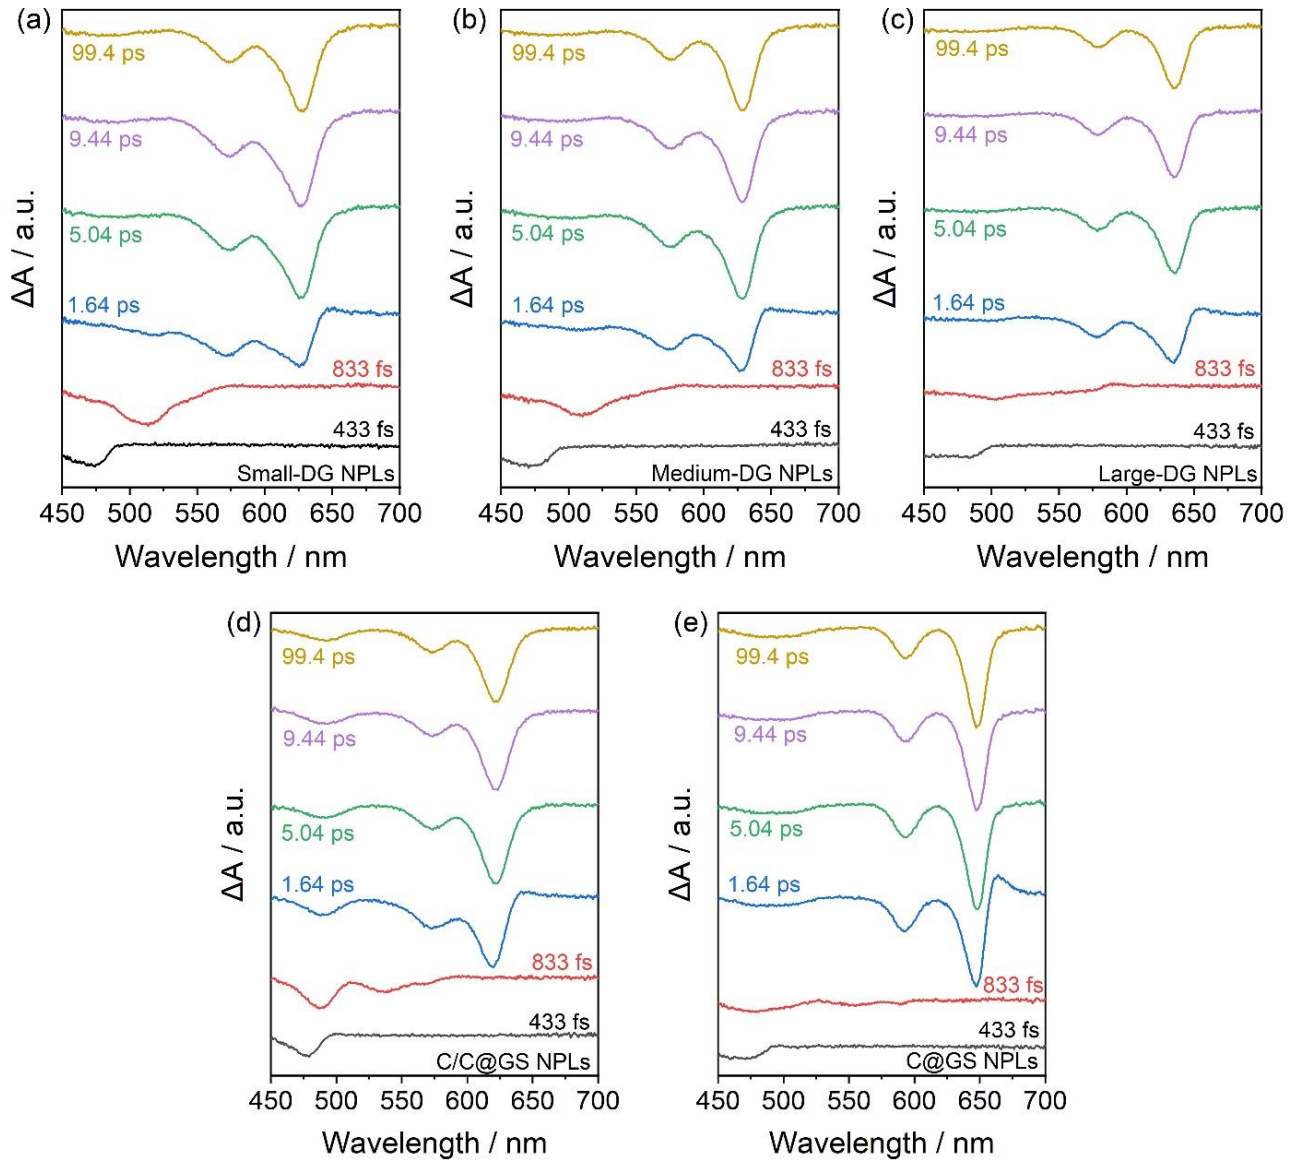 (a)
99.4 ps
9.44 ps
5.04 ps
1.64 ps
833 fs
433 fs
Small-DG NPLs
ΔA / a.u.
450 500 550 600 650 700
Wavelength / nm
(b)
99.4 ps
9.44 ps
5.04 ps
1.64 ps
833 fs
433 fs
Medium-DG NPLs
ΔA / a.u.
450 500 550 600 650 700
Wavelength / nm
(c)
99.4 ps
9.44 ps
5.04 ps
1.64 ps
833 fs
433 fs
Large-DG NPLs
ΔA / a.u.
450 500 550 600 650 700
Wavelength / nm
(d)
99.4 ps
9.44 ps
5.04 ps
1.64 ps
833 fs
433 fs
C/C@GS NPLs
ΔA / a.u.
450 500 550 600 650 700
Wavelength / nm
(e)
99.4 ps
9.44 ps
5.04 ps
1.64 ps
833 fs
433 fs
C@GS NPLs
ΔA / a.u.
450 500 550 600 650 700
Wavelength / nm